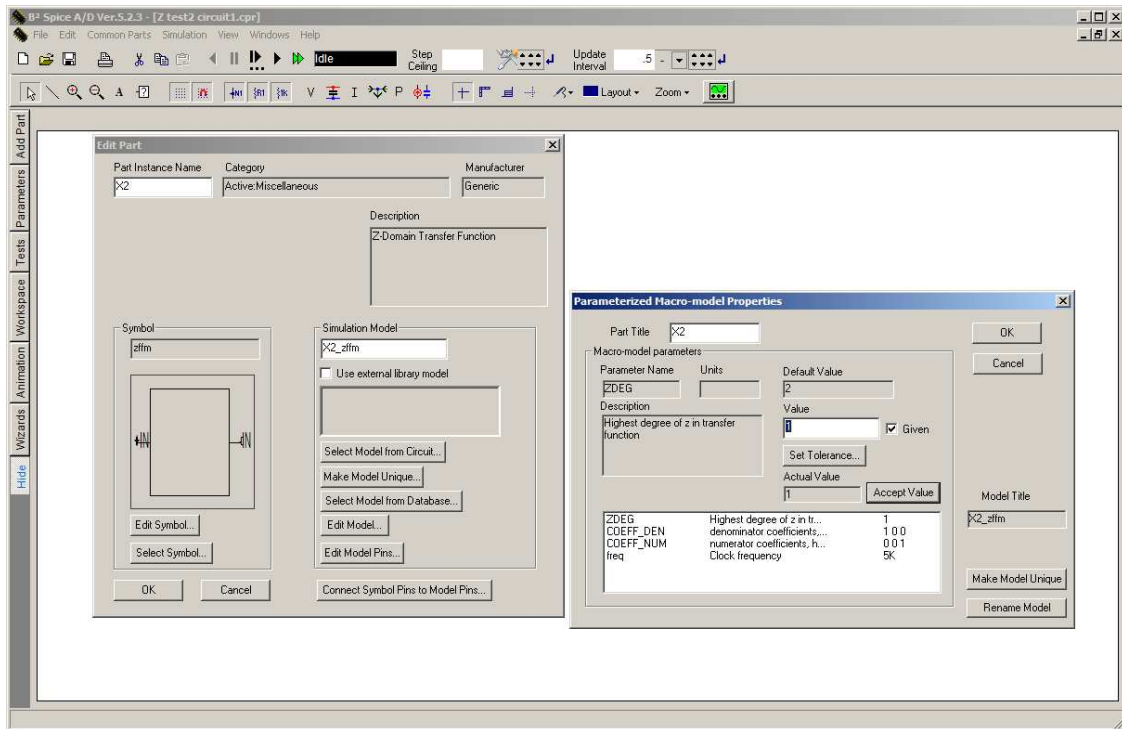 B² Spice A/D Ver.5.2.3 - [Z test2 circuit1.cpr]
File Edit Common Parts Simulation View Windows Help
Idle Step Ceiling Update Interval .5 -
A V I P Layout Zoom
Add Part
Parameters
Tests
Workspace
Animation
Wizards
Hide
Edit Part
Part Instance Name Category Manufacturer
X2 Active:Miscellaneous Generic
Description
Z-Domain Transfer Function
Symbol
zffm
Edit Symbol...
Select Symbol...
Simulation Model
X2_zffm
Use external library model
Select Model from Circuit...
Make Model Unique...
Select Model from Database...
Edit Model...
Edit Model Pins...
OK Cancel Connect Symbol Pins to Model Pins...
Parameterized Macro-model Properties
Part Title X2 OK
Cancel
Macro-model parameters
Parameter Name Units Default Value
ZDEG 2
Description Value
Highest degree of z in transfer 1 Given
function
Set Tolerance...
Actual Value
1 Accept Value
Model Title
X2_zffm
ZDEG Highest degree of z in tr... 1
COEFF_DEN denominator coefficients,... 1 0 0
COEFF_NUM numerator coefficients, h... 0 0 1
freq Clock frequency 5K
Make Model Unique
Rename Model